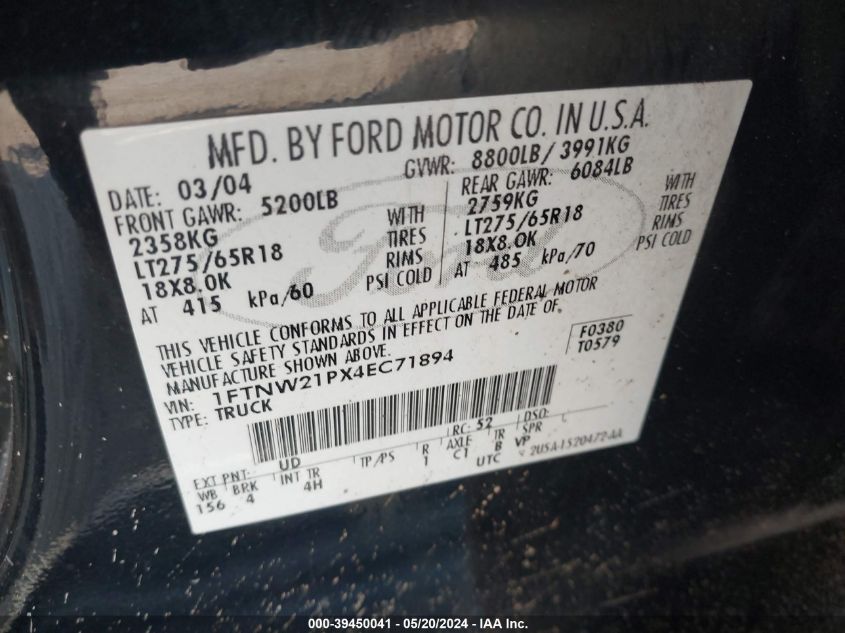 MFD. BY FORD MOTOR CO. IN U.S.A.
DATE: 03/04 GVWR: 8800LB/ 3991KG
FRONT GAWR: 5200LB REAR GAWR: 6084LB
2358KG WITH 2759KG WITH
LT275/65R18 TIRES LT275/65R18 TIRES
18X8.0K RIMS 18X8.0K RIMS
AT 415 kPa/60 PSI COLD AT 485 kPa/70 PSI COLD
Ford
THIS VEHICLE CONFORMS TO ALL APPLICABLE FEDERAL MOTOR
VEHICLE SAFETY STANDARDS IN EFFECT ON THE DATE OF
MANUFACTURE SHOWN ABOVE.
VIN: 1FTNW21PX4EC71894 F0380
TYPE: TRUCK T0579
EXT PNT: UD RC: 52 DSO:
WB BRK INT TR TP/PS R AXLE TR SPR
156 4 4H 1 C1 B VP
UTC 2U5A-1520472-AA
000-39450041 - 05/20/2024 - IAA Inc.